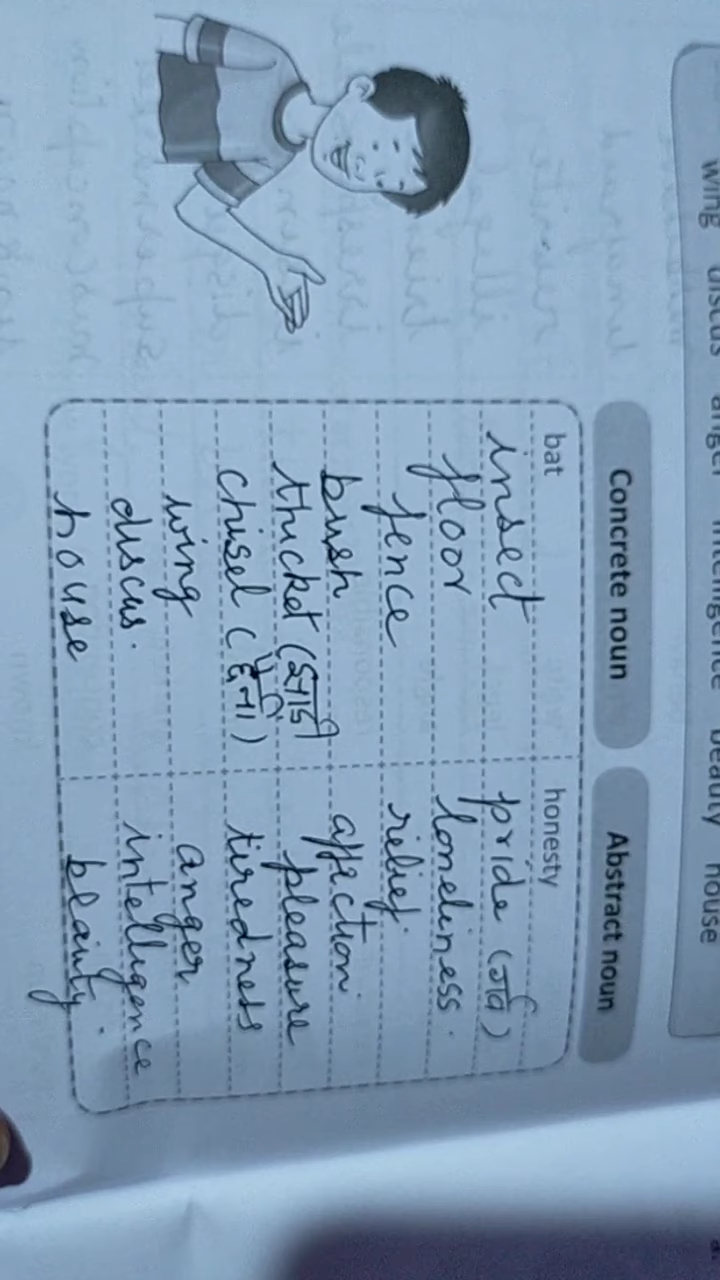 wing discus anger intelligence beauty house
Concrete noun Abstract noun
bat honesty
insect pride (गर्व)
floor loneliness.
fence relief.
bush affection.
thicket (झाड़ी) pleasure
chisel ( ) tiredness
wing anger
discus. intelligence
house beauty.